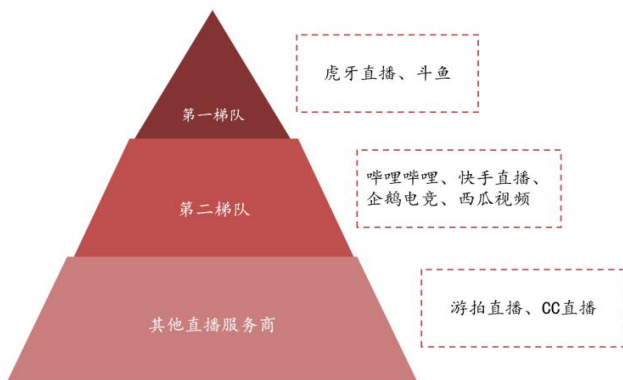 虎牙直播、斗鱼
第一梯队
哔哩哔哩、快手直播、
企鹅电竞、西瓜视频
第二梯队
游拍直播、CC直播
其他直播服务商